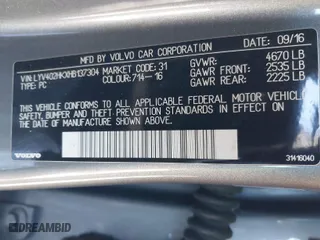 MFD BY VOLVO CAR CORPORATION 09/16
VIN: LYV402HKXHB137304 MARKET CODE: 31 GVWR: 4670 LB
TYPE: PC COLOUR: 714-16 GAWR FRONT: 2535 LB
GAWR REAR: 2225 LB
THIS VEHICLE CONFORMS TO ALL APPLICABLE FEDERAL MOTOR VEHICLE
SAFETY, BUMPER AND THEFT PREVENTION STANDARDS IN EFFECT
ON THE DATE OF MANUFACTURE SHOWN ABOVE.
VOLVO
31416040
DREAMBID